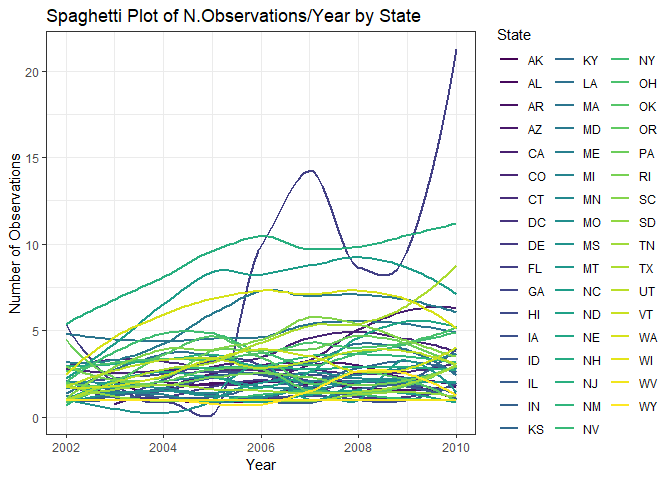 Spaghetti Plot of N.Observations/Year by State
Number of Observations
20
15
10
5
0
2002 2004 2006 2008 2010
Year
State
AK KY NY
AL LA OH
AR MA OK
AZ MD OR
CA ME PA
CO MI RI
CT MN SC
DC MO SD
DE MS TN
FL MT TX
GA NC UT
HI ND VT
IA NE WA
ID NH WI
IL NJ WV
IN NM WY
KS NV